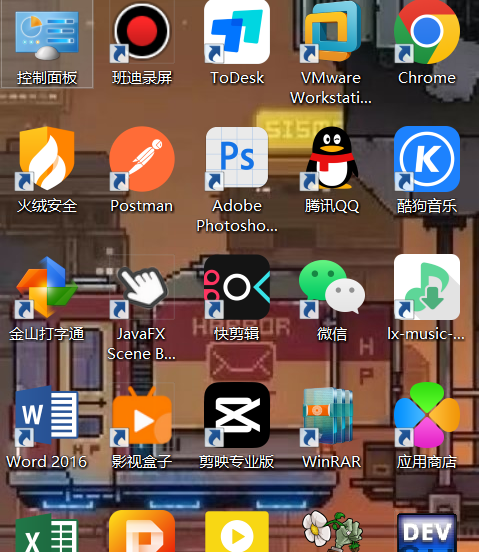 控制面板
班迪录屏
ToDesk
VMware
Workstati...
Chrome
SISM
火绒安全
Postman
Ps
Adobe
Photosho...
腾讯QQ
K
酷狗音乐
金山打字通
JavaFX
Scene B...
快剪辑
微信
lx-music-...
HORROR
H
P
W
Word 2016
影视盒子
剪映专业版
WinRAR
应用商店
H P
X
DEV